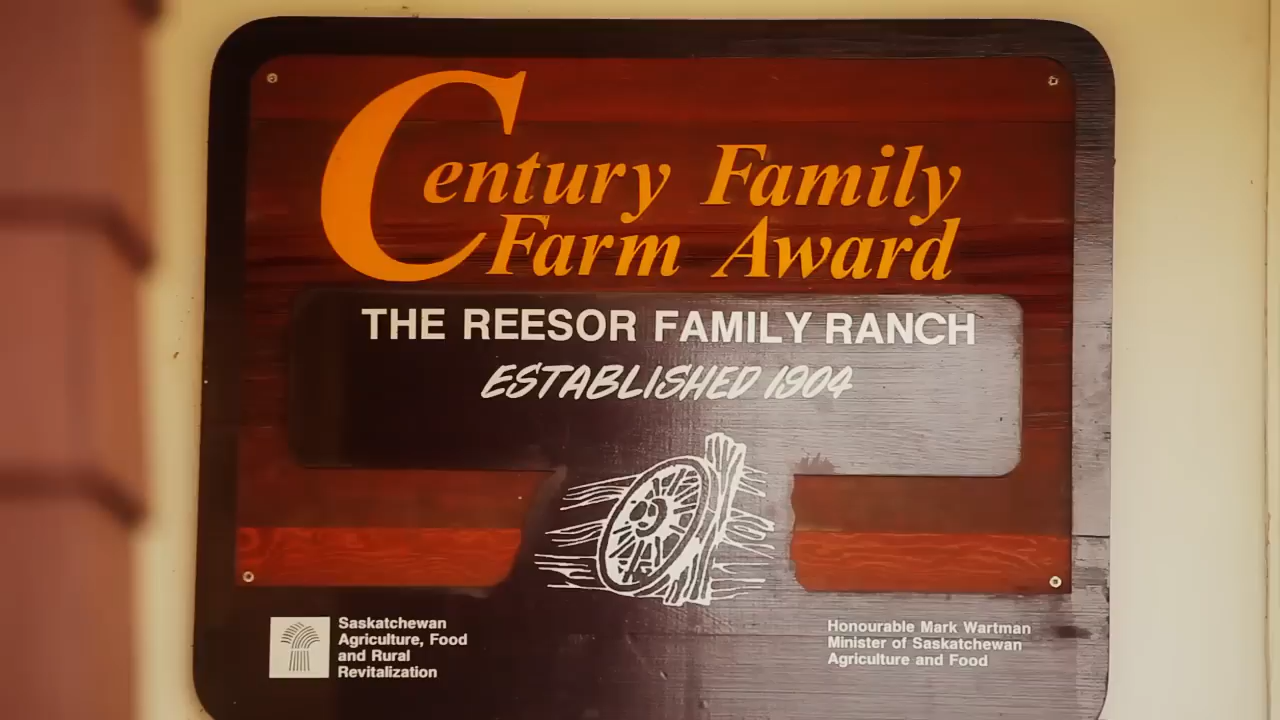 Century Family
Farm Award
THE REESOR FAMILY RANCH
ESTABLISHED 1904
Saskatchewan
Agriculture, Food
and Rural
Revitalization
Honourable Mark Wartman
Minister of Saskatchewan
Agriculture and Food